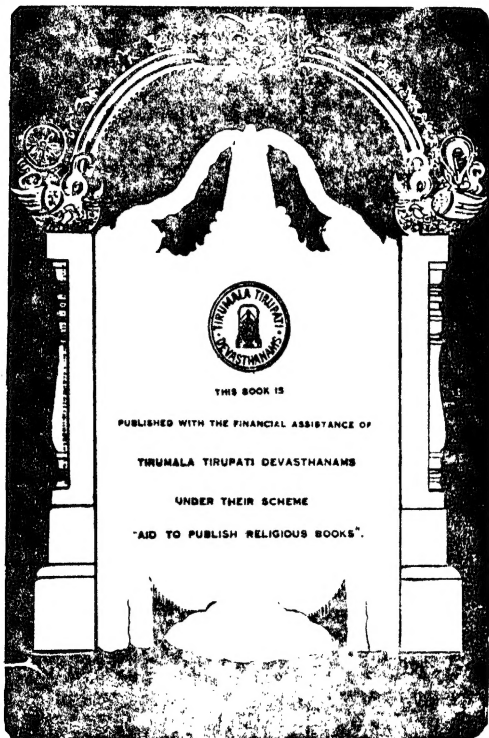 TIRUMALA TIRUPATI
DEVASTHANAMS
THIS BOOK IS
PUBLISHED WITH THE FINANCIAL ASSISTANCE OF
TIRUMALA TIRUPATI DEVASTHANAMS
UNDER THEIR SCHEME
"AID TO PUBLISH RELIGIOUS BOOKS".